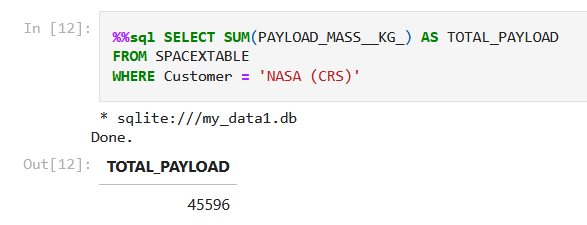 In [12]:
%%sql SELECT SUM(PAYLOAD_MASS__KG_) AS TOTAL_PAYLOAD
FROM SPACEXTABLE
WHERE Customer = 'NASA (CRS)'
* sqlite:///my_data1.db
Done.
Out[12]:
TOTAL_PAYLOAD
45596